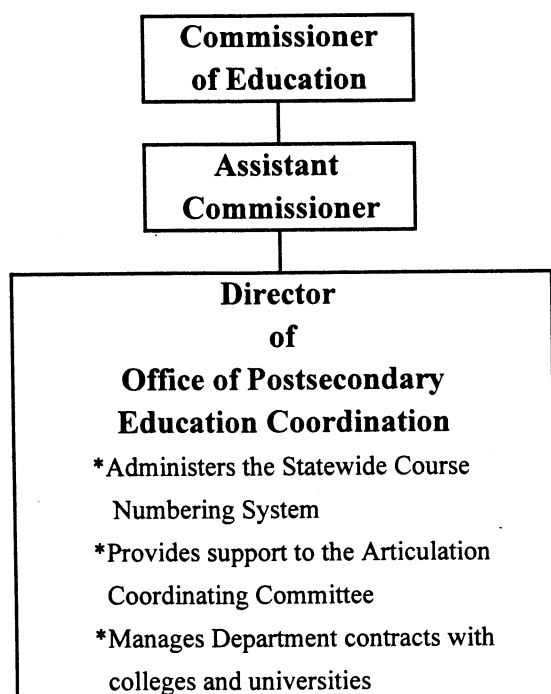 Commissioner
of Education
Assistant
Commissioner
Director
of
Office of Postsecondary
Education Coordination
*Administers the Statewide Course
Numbering System
*Provides support to the Articulation
Coordinating Committee
*Manages Department contracts with
colleges and universities